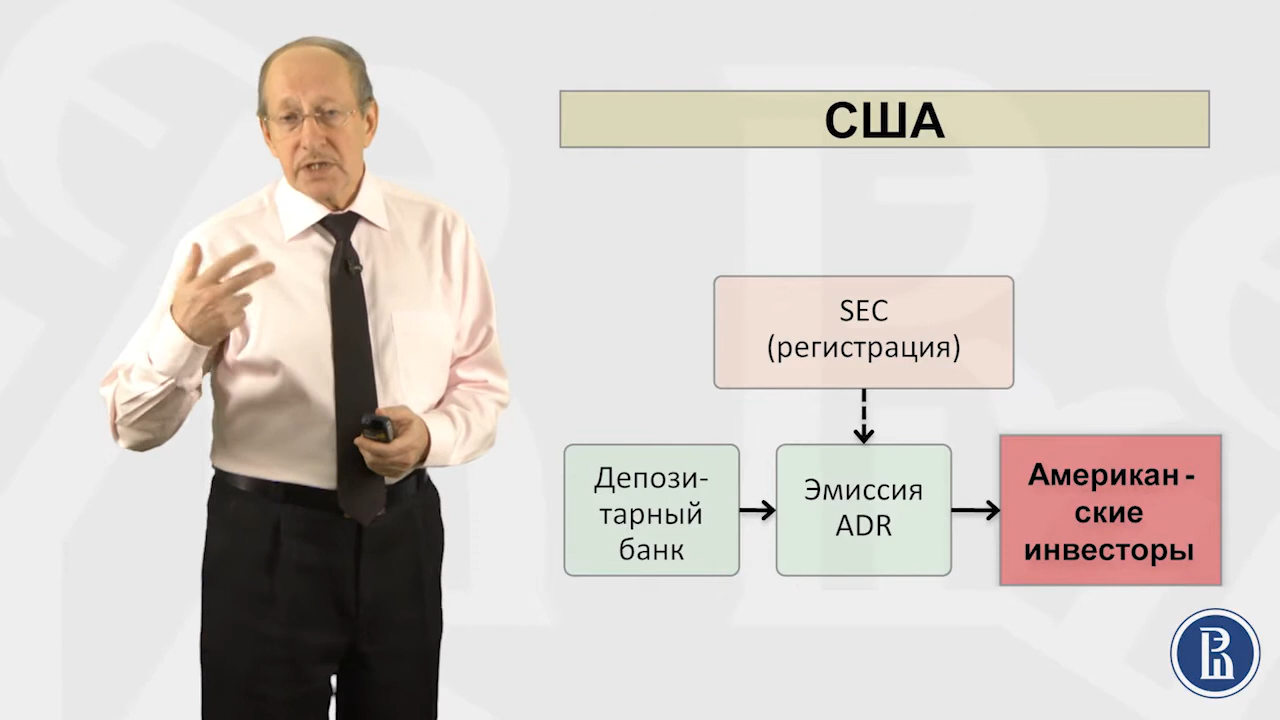 США
SEC
(регистрация)
Депози-
тарный
банк
Эмиссия
ADR
Американ -
ские
инвесторы